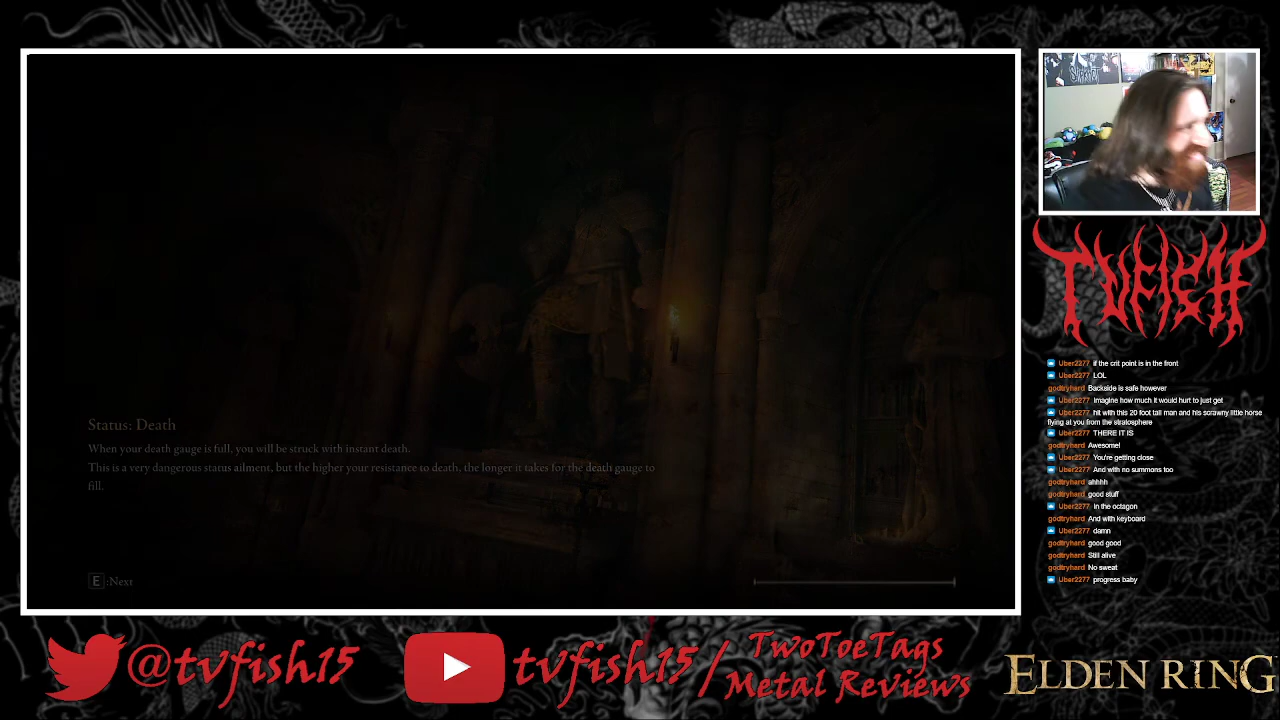 SLIPKNOT
Status: Death
When your death gauge is full, you will be struck with instant death.
This is a very dangerous status ailment, but the higher your resistance to death, the longer it takes for the death gauge to
fill.
E:Next
TVFISH
Uber2277 if the crit point is in the front
Uber2277 LOL
godtryhard Backside is safe however
Uber2277 Imagine how much it would hurt to just get
Uber2277 hit with this 20 foot tall man and his scrawny little horse
flying at you from the stratosphere
Uber2277 THERE IT IS
godtryhard Awesome!
Uber2277 You're getting close
Uber2277 And with no summons too
godtryhard ahhhh
godtryhard good stuff
Uber2277 In the octagon
godtryhard And with keyboard
Uber2277 damn
godtryhard good good
godtryhard Still alive
godtryhard No sweat
Uber2277 progress baby
@tvfish15
tvfish15 / TwoToeTags
Metal Reviews
ELDEN RING